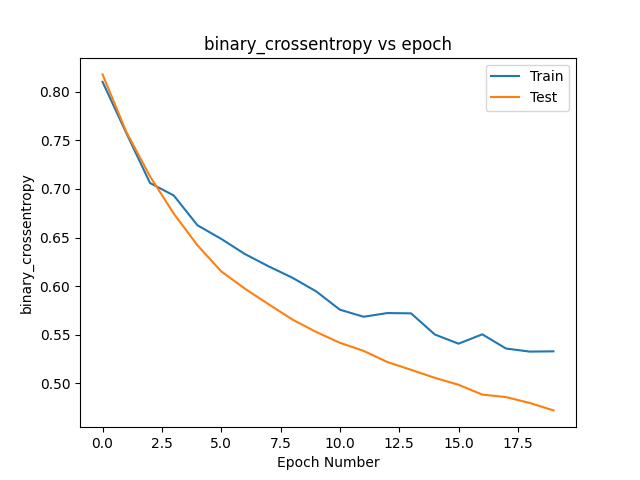 binary_crossentropy vs epoch
Train
Test
binary_crossentropy
0.80
0.75
0.70
0.65
0.60
0.55
0.50
0.0 2.5 5.0 7.5 10.0 12.5 15.0 17.5
Epoch Number